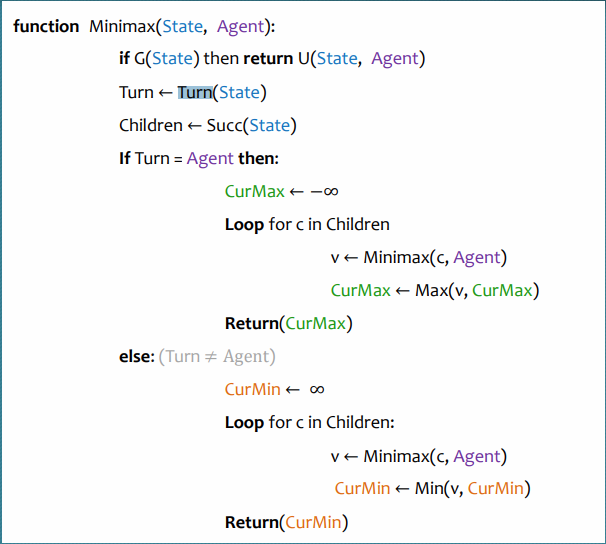 function Minimax(State, Agent):
if G(State) then return U(State, Agent)
Turn ← Turn(State)
Children ← Succ(State)
If Turn = Agent then:
CurMax ← −∞
Loop for c in Children
v ← Minimax(c, Agent)
CurMax ← Max(v, CurMax)
Return(CurMax)
else: (Turn ≠ Agent)
CurMin ← ∞
Loop for c in Children:
v ← Minimax(c, Agent)
CurMin ← Min(v, CurMin)
Return(CurMin)